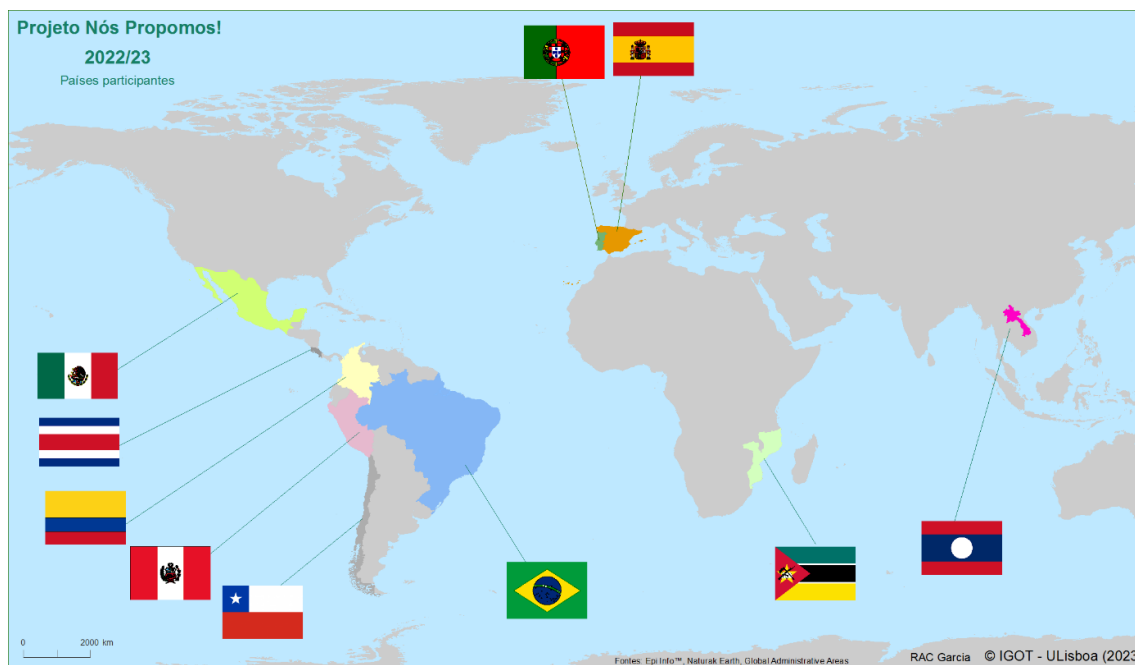 Projeto Nós Propomos!
2022/23
Países participantes
0 2000 km
Fontes: Epi Info™, Naturak Earth, Global Administrative Areas
RAC Garcia © IGOT - ULisboa (2023